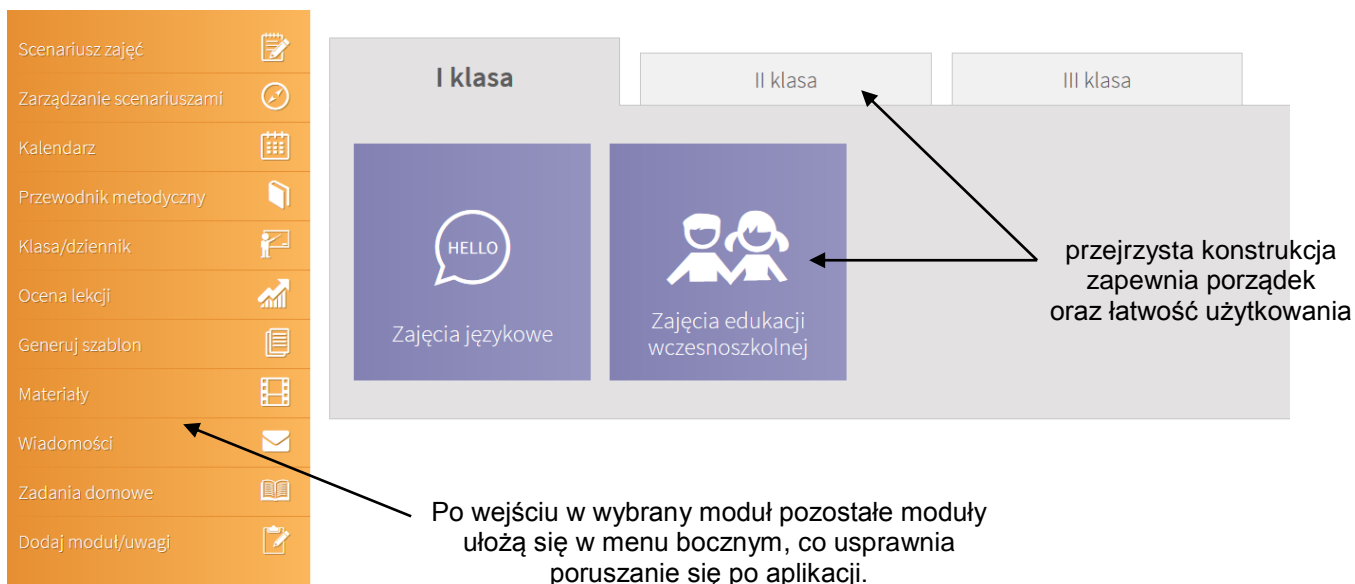 Scenariusz zajęć
Zarządzanie scenariuszami
Kalendarz
Przewodnik metodyczny
Klasa/dziennik
Ocena lekcji
Generuj szablon
Materiały
Wiadomości
Zadania domowe
Dodaj moduł/uwagi
I klasa
II klasa
III klasa
HELLO
Zajęcia językowe
Zajęcia edukacji
wczesnoszkolnej
przejrzysta konstrukcja
zapewnia porządek
oraz łatwość użytkowania
Po wejściu w wybrany moduł pozostałe moduły
ułożą się w menu bocznym, co usprawnia
poruszanie się po aplikacji.